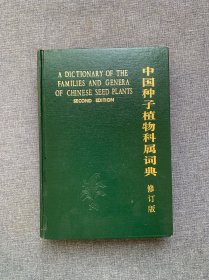 A DICTIONARY OF THE
FAMILIES AND GENERA
OF CHINESE SEED PLANTS
SECOND EDITION
中国种子植物科属词典
修订版